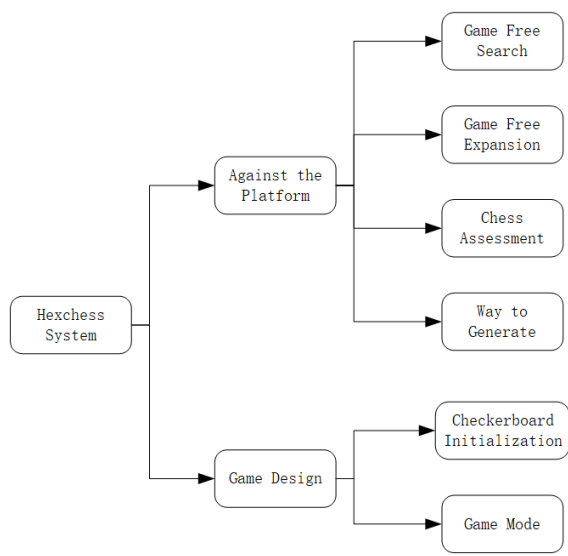 Game Free
Search
Game Free
Expansion
Against the
Platform
Chess
Assessment
Hexchess
System
Way to
Generate
Checkerboard
Initialization
Game Design
Game Mode